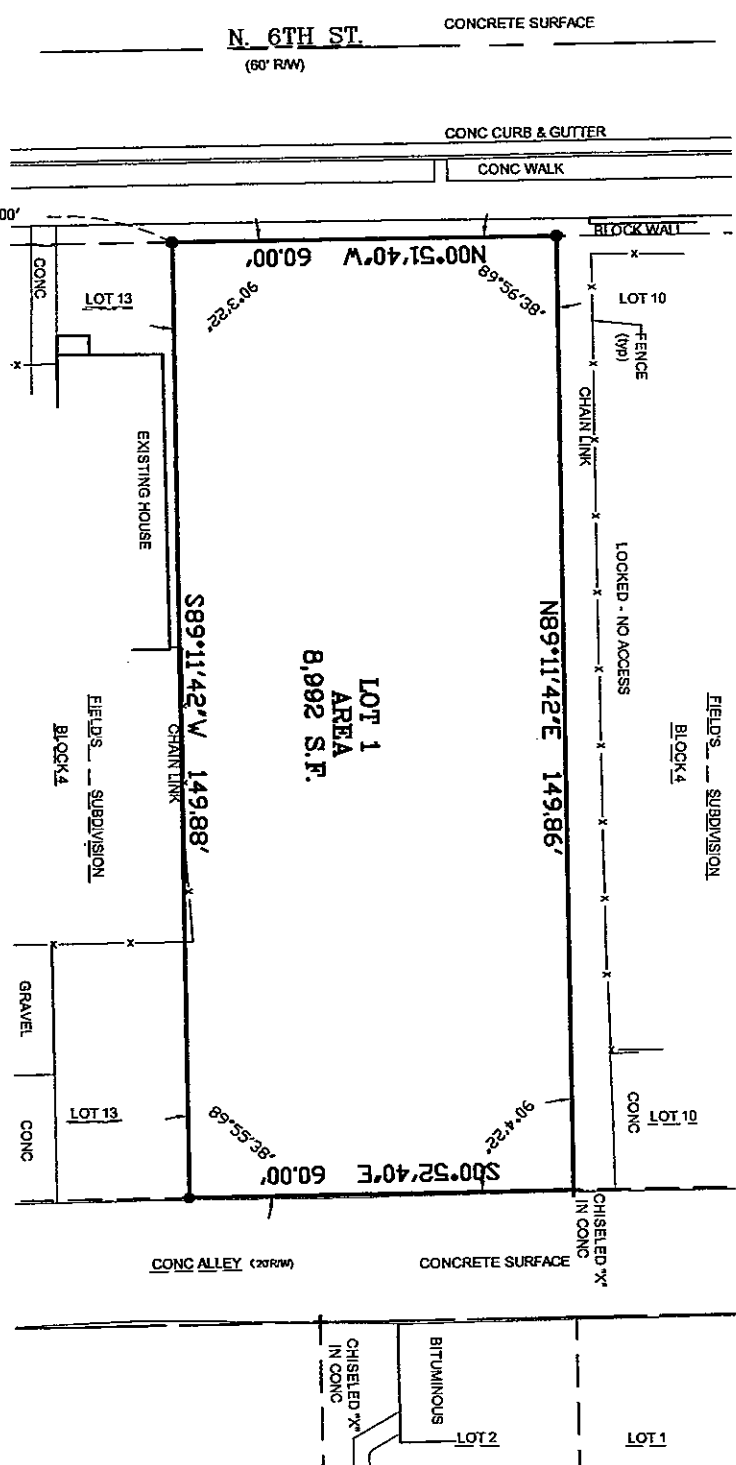 N. 6TH ST.
CONCRETE SURFACE
(60' R/W)
CONC CURB & GUTTER
CONC WALK
00'
BLOCK WALL
N00°51'40"W 60.00'
CONC
LOT 13
90°3'22"
89°56'38"
LOT 10
FENCE
(typ)
CHAIN LINK
EXISTING HOUSE
LOCKED - NO ACCESS
S89°11'42"W 149.88'
N89°11'42"E 149.86'
LOT 1
AREA
8,992 S.F.
FIELD'S SUBDIVISION
BLOCK 4
CHAIN LINK
FIELD'S SUBDIVISION
BLOCK 4
GRAVEL
CONC
LOT 13
89°55'38"
90°4'22"
CONC
LOT 10
S00°52'40"E 60.00'
CHISELED "X"
IN CONC
CONC ALLEY (20'R/W)
CONCRETE SURFACE
CHISELED "X"
IN CONC
BITUMINOUS
LOT 2
LOT 1